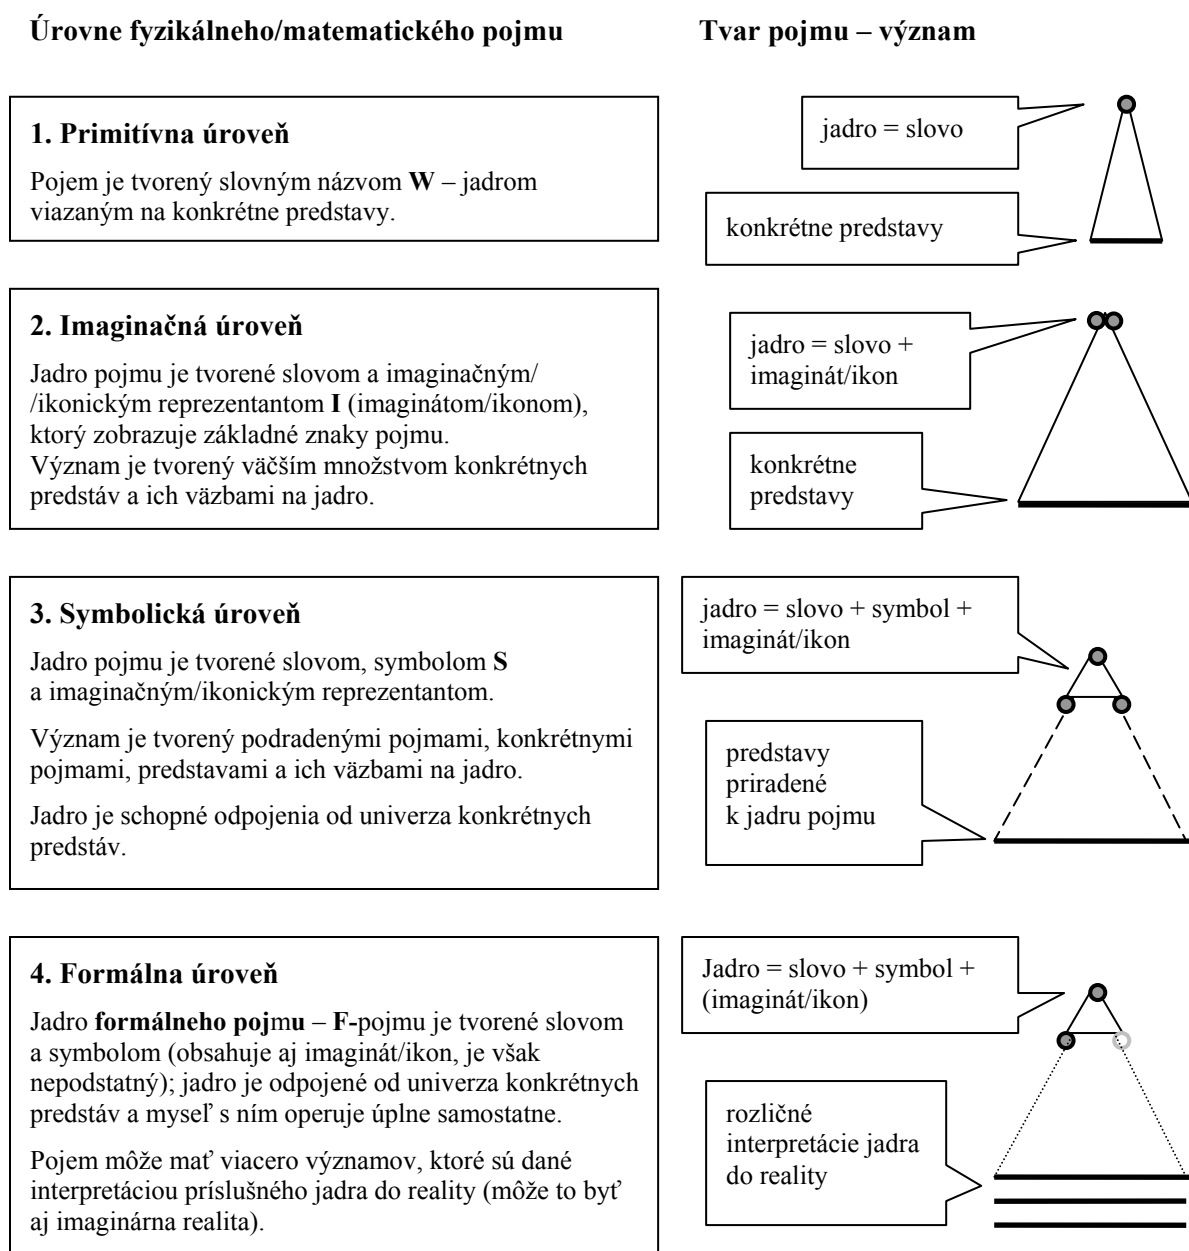 Úrovne fyzikálneho/matematického pojmu
Tvar pojmu – význam
1. Primitívna úroveň
Pojem je tvorený slovným názvom W – jadrom
viazaným na konkrétne predstavy.
jadro = slovo
konkrétne predstavy
2. Imaginačná úroveň
Jadro pojmu je tvorené slovom a imaginačným/
/ikonickým reprezentantom I (imaginátom/ikonom),
ktorý zobrazuje základné znaky pojmu.
Význam je tvorený väčším množstvom konkrétnych
predstáv a ich väzbami na jadro.
jadro = slovo +
imaginát/ikon
konkrétne
predstavy
3. Symbolická úroveň
Jadro pojmu je tvorené slovom, symbolom S
a imaginačným/ikonickým reprezentantom.
Význam je tvorený podradenými pojmami, konkrétnymi
pojmami, predstavami a ich väzbami na jadro.
Jadro je schopné odpojenia od univerza konkrétnych
predstáv.
jadro = slovo + symbol +
imaginát/ikon
predstavy
priradené
k jadru pojmu
4. Formálna úroveň
Jadro formálneho pojmu – F-pojmu je tvorené slovom
a symbolom (obsahuje aj imaginát/ikon, je však
nepodstatný); jadro je odpojené od univerza konkrétnych
predstáv a myseľ s ním operuje úplne samostatne.
Pojem môže mať viacero významov, ktoré sú dané
interpretáciou príslušného jadra do reality (môže to byť
aj imaginárna realita).
Jadro = slovo + symbol +
(imaginát/ikon)
rozličné
interpretácie jadra
do reality